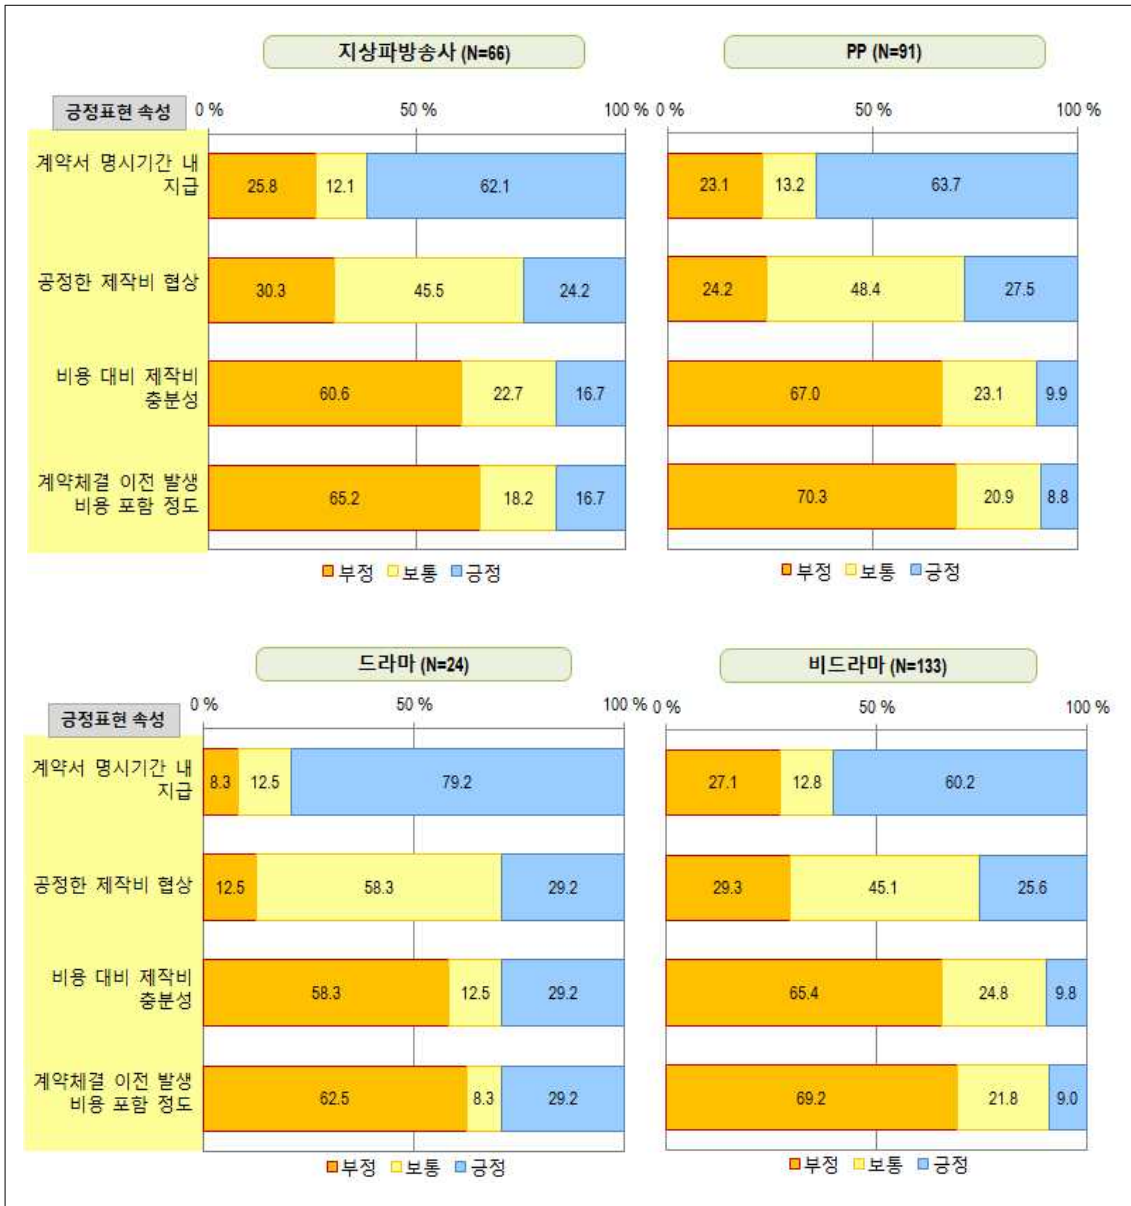 지상파방송사 (N=66)
PP (N=91)
긍정표현 속성
0 %
50 %
100 %
0 %
50 %
100 %
계약서 명시기간 내
지급
25.8
12.1
62.1
23.1
13.2
63.7
공정한 제작비 협상
30.3
45.5
24.2
24.2
48.4
27.5
비용 대비 제작비
충분성
60.6
22.7
16.7
67.0
23.1
9.9
계약체결 이전 발생
비용 포함 정도
65.2
18.2
16.7
70.3
20.9
8.8
부정 보통 긍정
부정 보통 긍정
드라마 (N=24)
비드라마 (N=133)
긍정표현 속성
0 %
50 %
100 %
0 %
50 %
100 %
계약서 명시기간 내
지급
8.3
12.5
79.2
27.1
12.8
60.2
공정한 제작비 협상
12.5
58.3
29.2
29.3
45.1
25.6
비용 대비 제작비
충분성
58.3
12.5
29.2
65.4
24.8
9.8
계약체결 이전 발생
비용 포함 정도
62.5
8.3
29.2
69.2
21.8
9.0
부정 보통 긍정
부정 보통 긍정